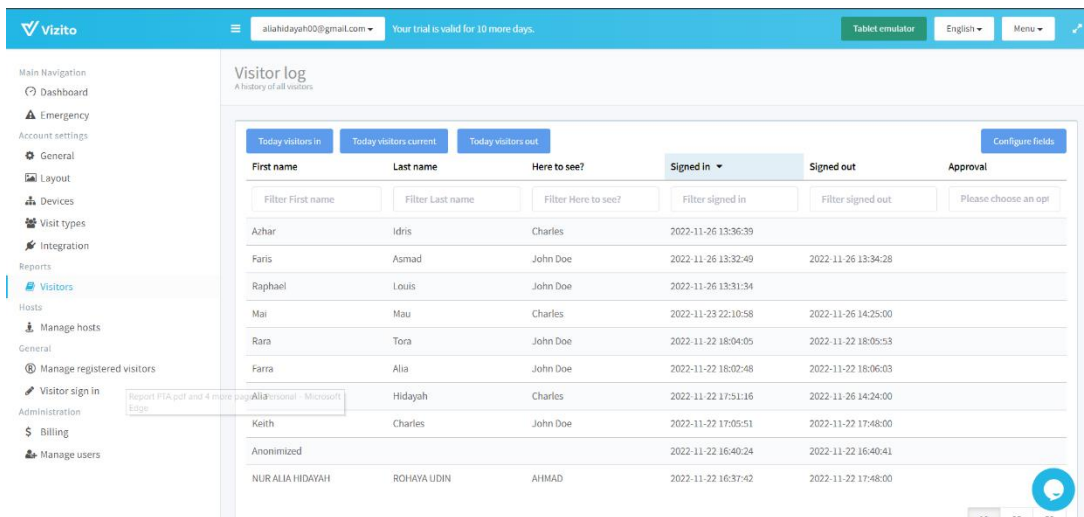 Vizito
aliahidayah00@gmail.com
Your trial is valid for 10 more days.
Tablet emulator
English
Menu
Main Navigation
Dashboard
Emergency
Account settings
General
Layout
Devices
Visit types
Integration
Reports
Visitors
Hosts
Manage hosts
General
Manage registered visitors
Visitor sign in
Administration
Billing
Manage users
Report PTA.pdf and 4 more pages - Personal - Microsoft
Edge
Visitor log
A history of all visitors
Today visitors in Today visitors current Today visitors out Configure fields
First name Last name Here to see? Signed in Signed out Approval
Filter First name Filter Last name Filter Here to see? Filter signed in Filter signed out Please choose an opt
Azhar Idris Charles 2022-11-26 13:36:39
Faris Asmad John Doe 2022-11-26 13:32:49 2022-11-26 13:34:28
Raphael Louis John Doe 2022-11-26 13:31:34
Mai Mau Charles 2022-11-23 22:10:58 2022-11-26 14:25:00
Rara Tora John Doe 2022-11-22 18:04:05 2022-11-22 18:05:53
Farra Alia John Doe 2022-11-22 18:02:48 2022-11-22 18:06:03
Alia Hidayah Charles 2022-11-22 17:51:16 2022-11-26 14:24:00
Keith Charles John Doe 2022-11-22 17:05:51 2022-11-22 17:48:00
Anonimized 2022-11-22 16:40:24 2022-11-22 16:40:41
NUR ALIA HIDAYAH ROHAYA UDIN AHMAD 2022-11-22 16:37:42 2022-11-22 17:48:00